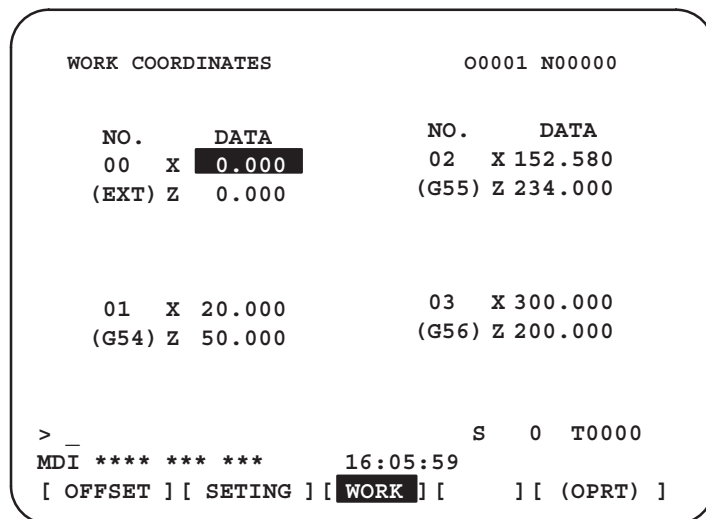 WORK COORDINATES O0001 N00000
NO. DATA NO. DATA
00 X 0.000 02 X 152.580
(EXT) Z 0.000 (G55) Z 234.000
01 X 20.000 03 X 300.000
(G54) Z 50.000 (G56) Z 200.000
> _ S 0 T0000
MDI **** *** *** 16:05:59
[ OFFSET ] [ SETING ] [ WORK ] [ ] [ (OPRT) ]